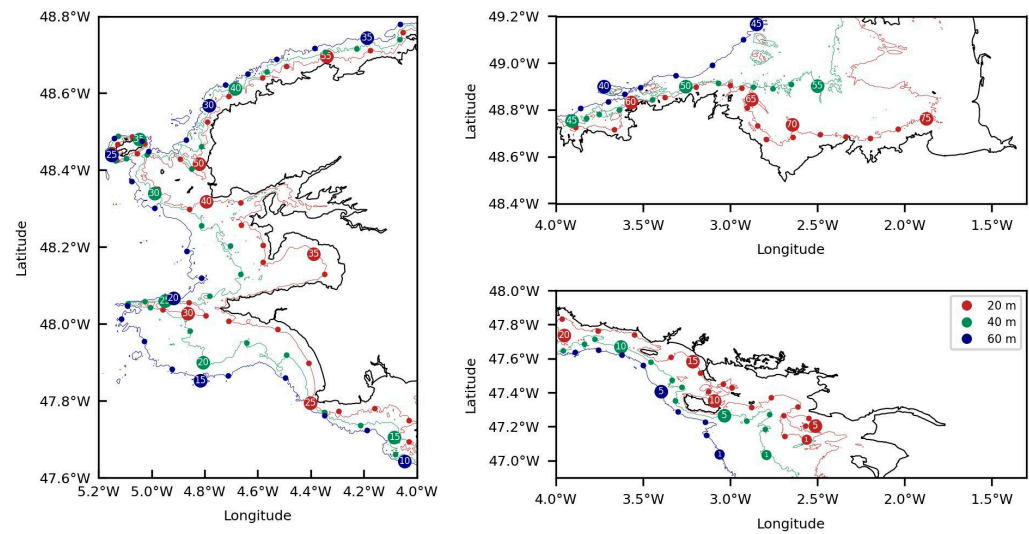 48.8°W
48.6°W
48.4°W
48.2°W
48.0°W
47.8°W
47.6°W
Latitude
5.2°W 5.0°W 4.8°W 4.6°W 4.4°W 4.2°W 4.0°W
Longitude
35
55
40
30
35
25
50
30
40
35
25
20
30
20
15
25
15
10
49.2°W
49.0°W
48.8°W
48.6°W
48.4°W
Latitude
4.0°W 3.5°W 3.0°W 2.5°W 2.0°W 1.5°W
Longitude
45
40
50
55
60
65
45
70
75
48.0°W
47.8°W
47.6°W
47.4°W
47.2°W
47.0°W
Latitude
4.0°W 3.5°W 3.0°W 2.5°W 2.0°W 1.5°W
Longitude
20 m
40 m
60 m
20
10
15
5
10
5
5
1
1
1